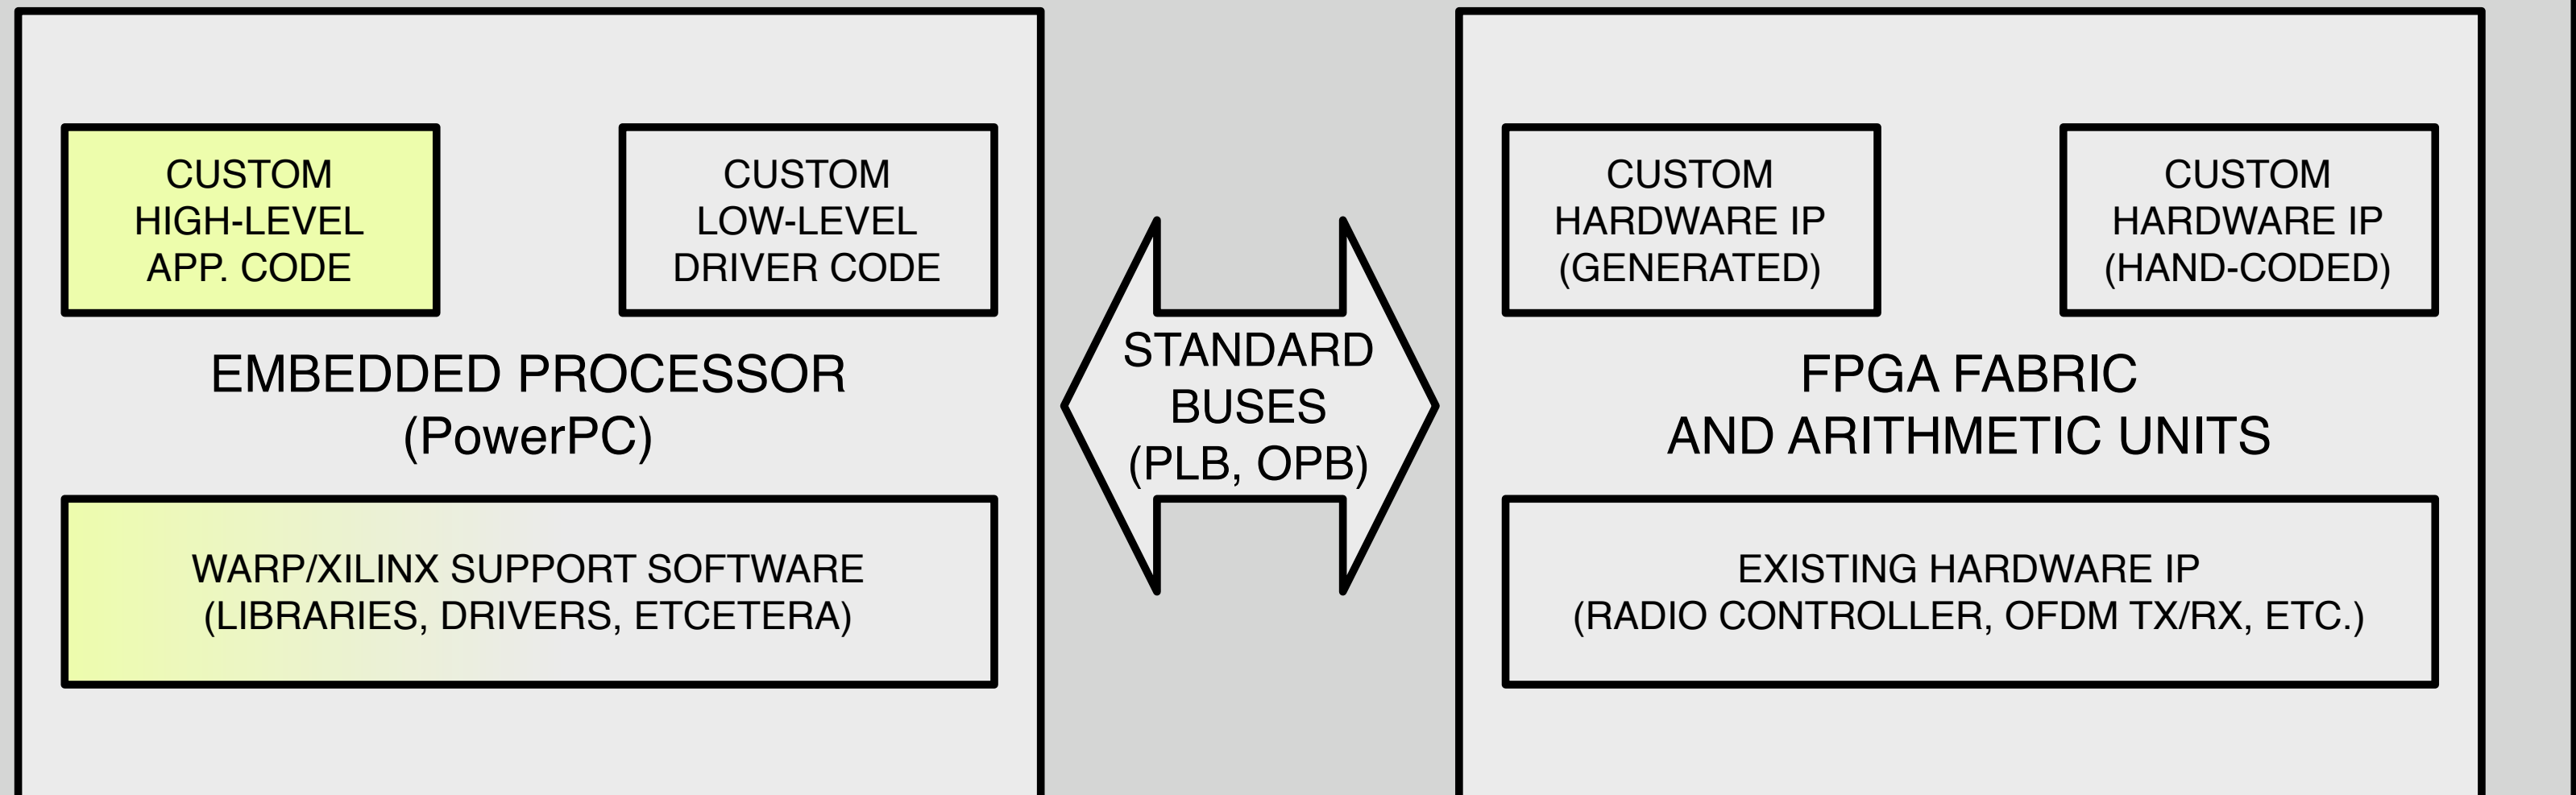 CUSTOM
HIGH-LEVEL
APP. CODE
CUSTOM
LOW-LEVEL
DRIVER CODE
EMBEDDED PROCESSOR
(PowerPC)
WARP/XILINX SUPPORT SOFTWARE
(LIBRARIES, DRIVERS, ETCETERA)
STANDARD
BUSES
(PLB, OPB)
CUSTOM
HARDWARE IP
(GENERATED)
CUSTOM
HARDWARE IP
(HAND-CODED)
FPGA FABRIC
AND ARITHMETIC UNITS
EXISTING HARDWARE IP
(RADIO CONTROLLER, OFDM TX/RX, ETC.)